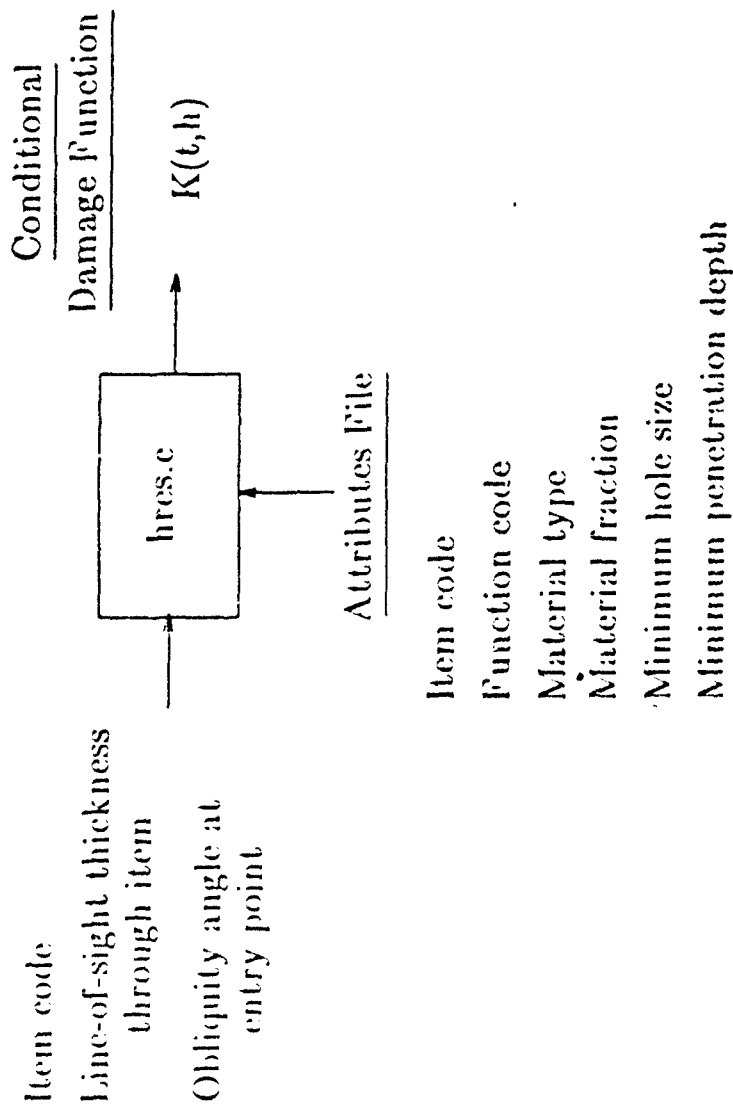 Item code
Line-of-sight thickness
through item
Obliquity angle at
entry point
hres.c
Conditional
Damage Function
K(t,h)
Attributes File
Item code
Function code
Material type
Material fraction
Minimum hole size
Minimum penetration depth